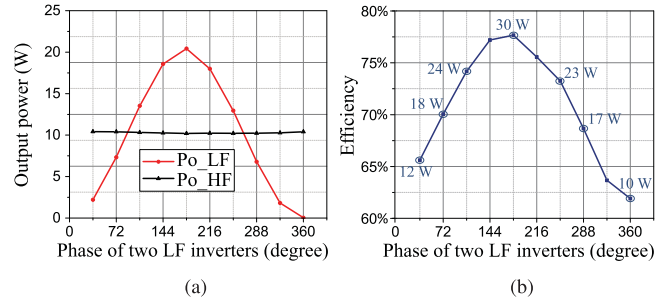 Output power (W)
25
20
15
10
5
0
Po_LF
Po_HF
0 72 144 216 288 360
Phase of two LF inverters (degree)
(a)
Efficiency
80%
75%
70%
65%
60%
30 W
24 W
23 W
18 W
17 W
12 W
10 W
0 72 144 216 288 360
Phase of two LF inverters (degree)
(b)